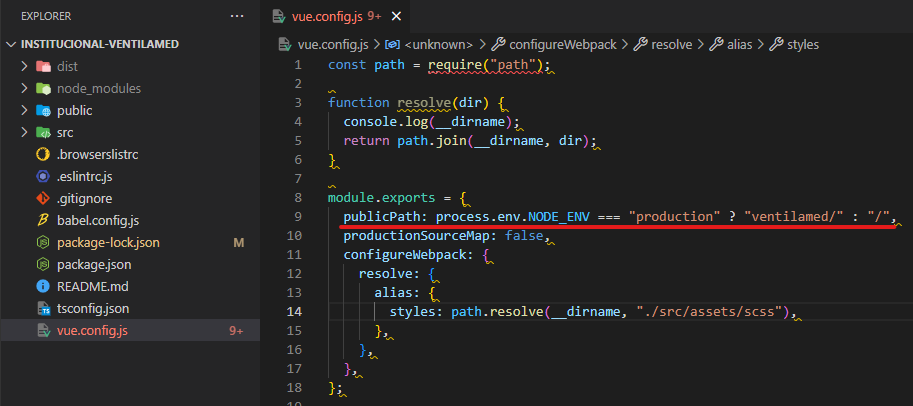 EXPLORER
···
INSTITUCIONAL-VENTILAMED
dist
node_modules
public
src
.browserslistrc
.eslintrc.js
.gitignore
babel.config.js
package-lock.json M
package.json
README.md
tsconfig.json
vue.config.js 9+
vue.config.js 9+ ×
vue.config.js > <unknown> > configureWebpack > resolve > alias > styles
1 const path = require("path");
2
3 function resolve(dir) {
4 console.log(__dirname);
5 return path.join(__dirname, dir);
6 }
7
8 module.exports = {
9 publicPath: process.env.NODE_ENV === "production" ? "ventilamed/" : "/",
10 productionSourceMap: false,
11 configureWebpack: {
12 resolve: {
13 alias: {
14 styles: path.resolve(__dirname, "./src/assets/scss"),
15 },
16 },
17 },
18 };
19